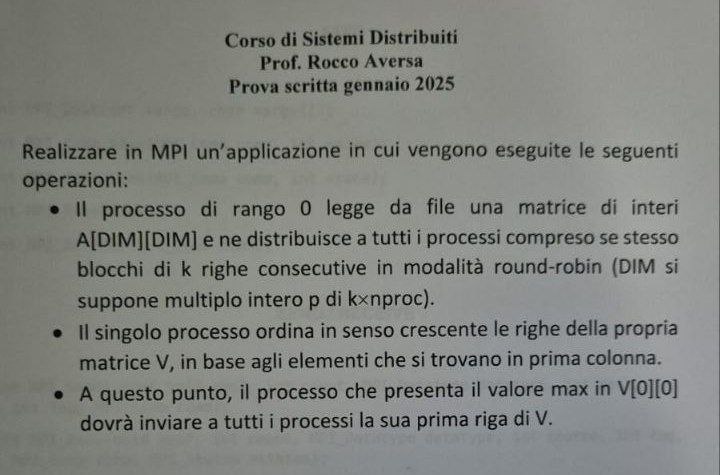 Corso di Sistemi Distribuiti
Prof. Rocco Aversa
Prova scritta gennaio 2025
Realizzare in MPI un'applicazione in cui vengono eseguite le seguenti
operazioni:
• Il processo di rango 0 legge da file una matrice di interi
A[DIM][DIM] e ne distribuisce a tutti i processi compreso se stesso
blocchi di k righe consecutive in modalità round-robin (DIM si
suppone multiplo intero p di k×nproc).
• Il singolo processo ordina in senso crescente le righe della propria
matrice V, in base agli elementi che si trovano in prima colonna.
• A questo punto, il processo che presenta il valore max in V[0][0]
dovrà inviare a tutti i processi la sua prima riga di V.